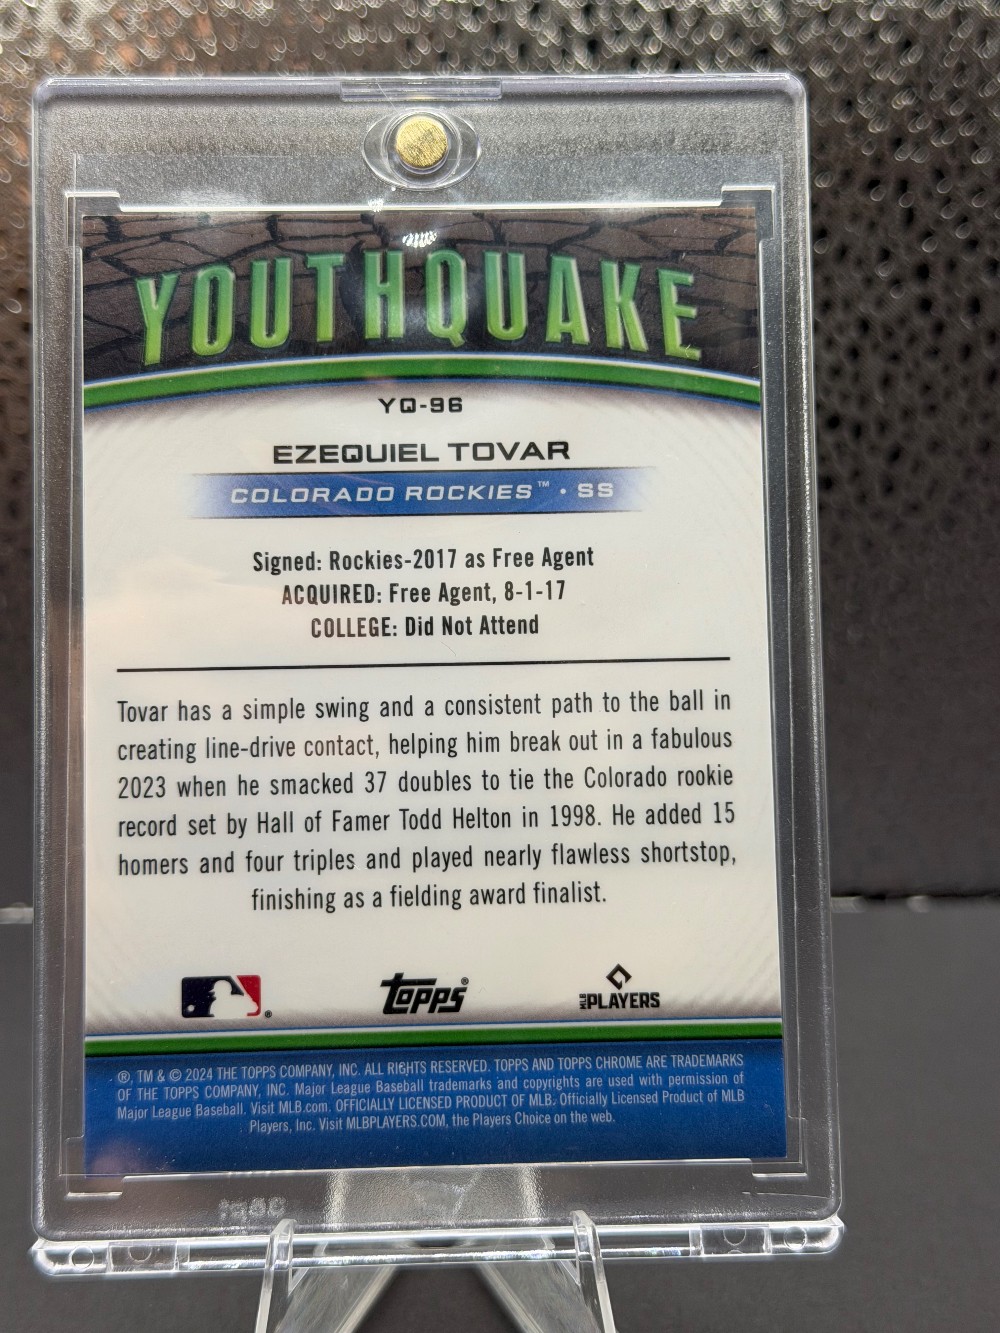 YOUTHQUAKE
YQ-96
EZEQUIEL TOVAR
COLORADO ROCKIES™ • SS
Signed: Rockies-2017 as Free Agent
ACQUIRED: Free Agent, 8-1-17
COLLEGE: Did Not Attend
Tovar has a simple swing and a consistent path to the ball in
creating line-drive contact, helping him break out in a fabulous
2023 when he smacked 37 doubles to tie the Colorado rookie
record set by Hall of Famer Todd Helton in 1998. He added 15
homers and four triples and played nearly flawless shortstop,
finishing as a fielding award finalist.
®
Topps®
MLB PLAYERS
®, TM & © 2024 THE TOPPS COMPANY, INC. ALL RIGHTS RESERVED. TOPPS AND TOPPS CHROME ARE TRADEMARKS
OF THE TOPPS COMPANY, INC. Major League Baseball trademarks and copyrights are used with permission of
Major League Baseball. Visit MLB.com. OFFICIALLY LICENSED PRODUCT OF MLB. Officially Licensed Product of MLB
Players, Inc. Visit MLBPLAYERS.COM, the Players Choice on the web.